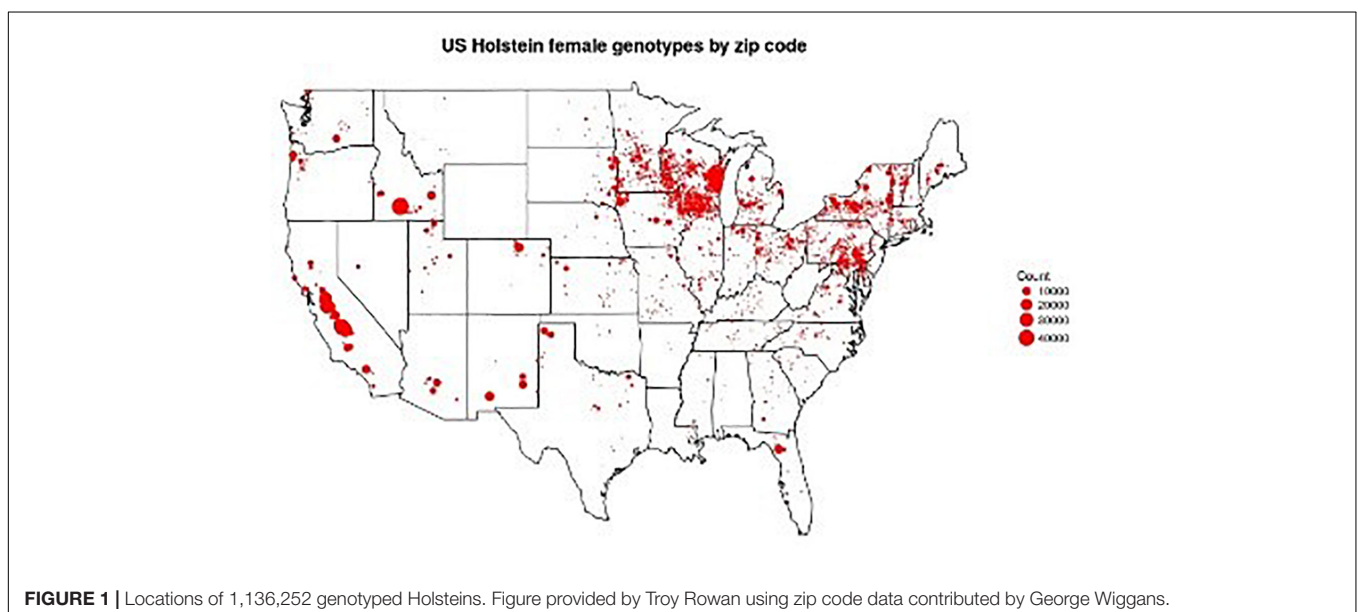 US Holstein female genotypes by zip code
Count
10000
20000
30000
40000
FIGURE 1 | Locations of 1,136,252 genotyped Holsteins. Figure provided by Troy Rowan using zip code data contributed by George Wiggans.